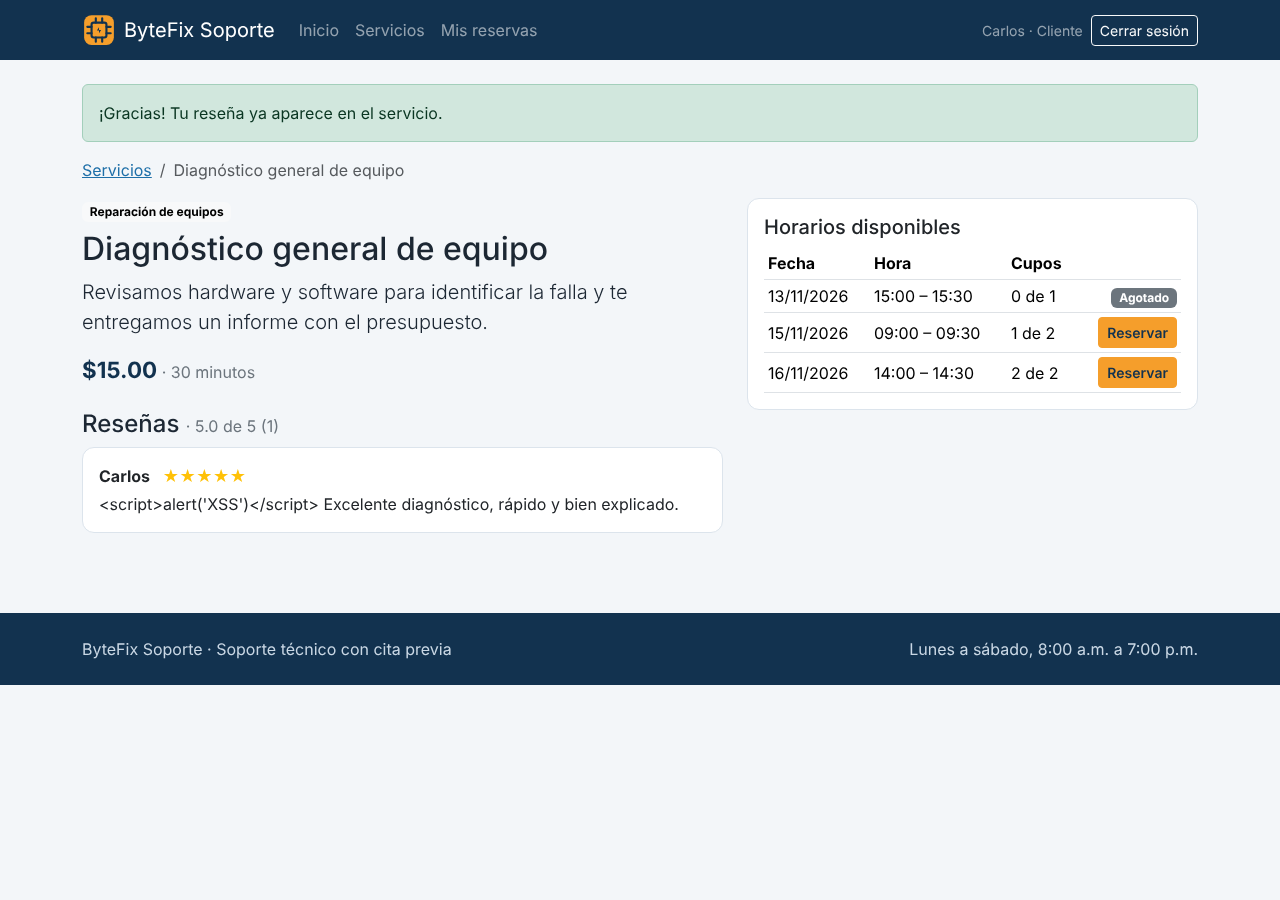 ByteFix Soporte Inicio Servicios Mis reservas Carlos · Cliente Cerrar sesión
¡Gracias! Tu reseña ya aparece en el servicio.
Servicios / Diagnóstico general de equipo
Reparación de equipos
Diagnóstico general de equipo
Revisamos hardware y software para identificar la falla y te
entregamos un informe con el presupuesto.
$15.00 · 30 minutos
Reseñas · 5.0 de 5 (1)
Carlos ★★★★★
<script>alert('XSS')</script> Excelente diagnóstico, rápido y bien explicado.
Horarios disponibles
Fecha Hora Cupos
13/11/2026 15:00 – 15:30 0 de 1 Agotado
15/11/2026 09:00 – 09:30 1 de 2 Reservar
16/11/2026 14:00 – 14:30 2 de 2 Reservar
ByteFix Soporte · Soporte técnico con cita previa Lunes a sábado, 8:00 a.m. a 7:00 p.m.